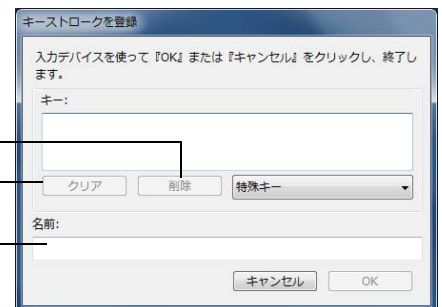 キーストロークを登録
入力デバイスを使って『OK』または『キャンセル』をクリックし、終了し
ます。
キー:
クリア 削除 特殊キー
名前:
キャンセル OK